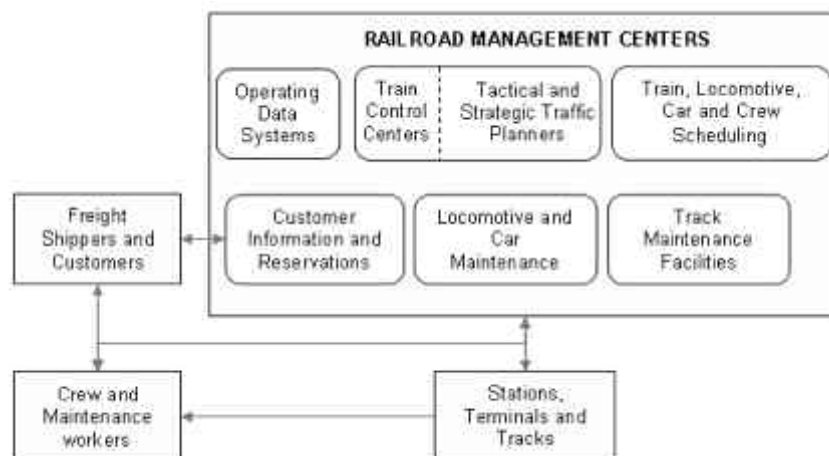 RAILROAD MANAGEMENT CENTERS
Operating
Data
Systems
Train
Control
Centers
Tactical and
Strategic Traffic
Planners
Train, Locomotive,
Car and Crew
Scheduling
Freight
Shippers and
Customers
Customer
Information and
Reservations
Locomotive and
Car
Maintenance
Track
Maintenance
Facilities
Crew and
Maintenance
workers
Stations,
Terminals and
Tracks